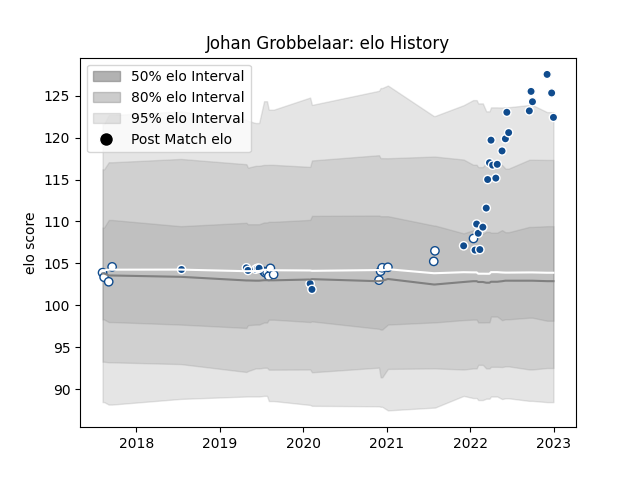 Johan Grobbelaar: elo History
50% elo Interval
80% elo Interval
95% elo Interval
Post Match elo
elo score
125
120
115
110
105
100
95
90
2018 2019 2020 2021 2022 2023